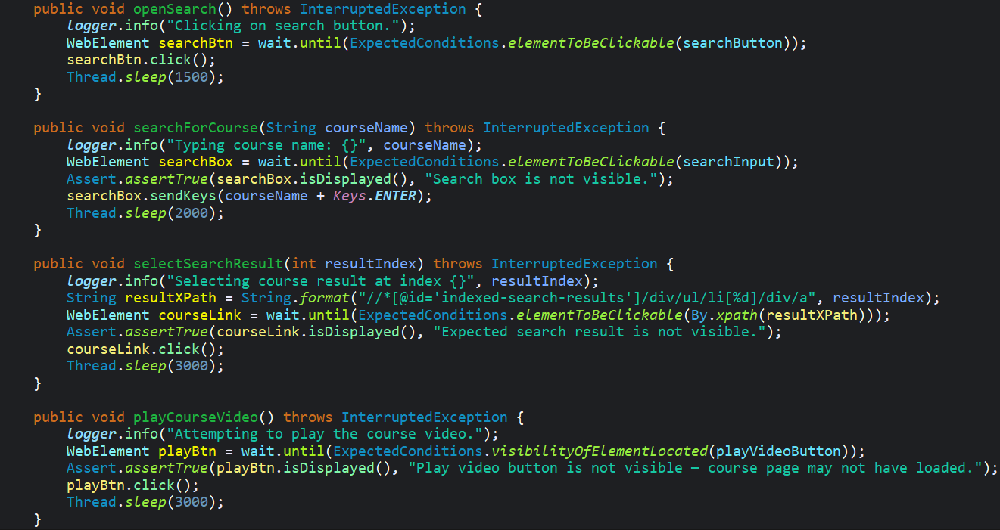 public void openSearch() throws InterruptedException {
logger.info("Clicking on search button.");
WebElement searchBtn = wait.until(ExpectedConditions.elementToBeClickable(searchButton));
searchBtn.click();
Thread.sleep(1500);
}
public void searchForCourse(String courseName) throws InterruptedException {
logger.info("Typing course name: {}", courseName);
WebElement searchBox = wait.until(ExpectedConditions.elementToBeClickable(searchInput));
Assert.assertTrue(searchBox.isDisplayed(), "Search box is not visible.");
searchBox.sendKeys(courseName + Keys.ENTER);
Thread.sleep(2000);
}
public void selectSearchResult(int resultIndex) throws InterruptedException {
logger.info("Selecting course result at index {}", resultIndex);
String resultXPath = String.format("//*[@id='indexed-search-results']/div/ul/li[%d]/div/a", resultIndex);
WebElement courseLink = wait.until(ExpectedConditions.elementToBeClickable(By.xpath(resultXPath)));
Assert.assertTrue(courseLink.isDisplayed(), "Expected search result is not visible.");
courseLink.click();
Thread.sleep(3000);
}
public void playCourseVideo() throws InterruptedException {
logger.info("Attempting to play the course video.");
WebElement playBtn = wait.until(ExpectedConditions.visibilityOfElementLocated(playVideoButton));
Assert.assertTrue(playBtn.isDisplayed(), "Play video button is not visible — course page may not have loaded.");
playBtn.click();
Thread.sleep(3000);
}